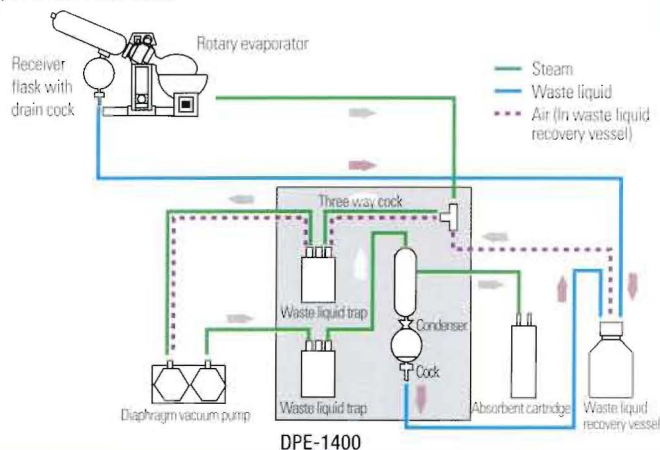 Rotary evaporator
Receiver
flask with
drain cock
Steam
Waste liquid
Air (In waste liquid
recovery vessel)
Three way cock
Waste liquid trap
Condenser
Cock
Diaphragm vacuum pump
Waste liquid trap
Absorbent cartridge
Waste liquid
recovery vessel
DPE-1400